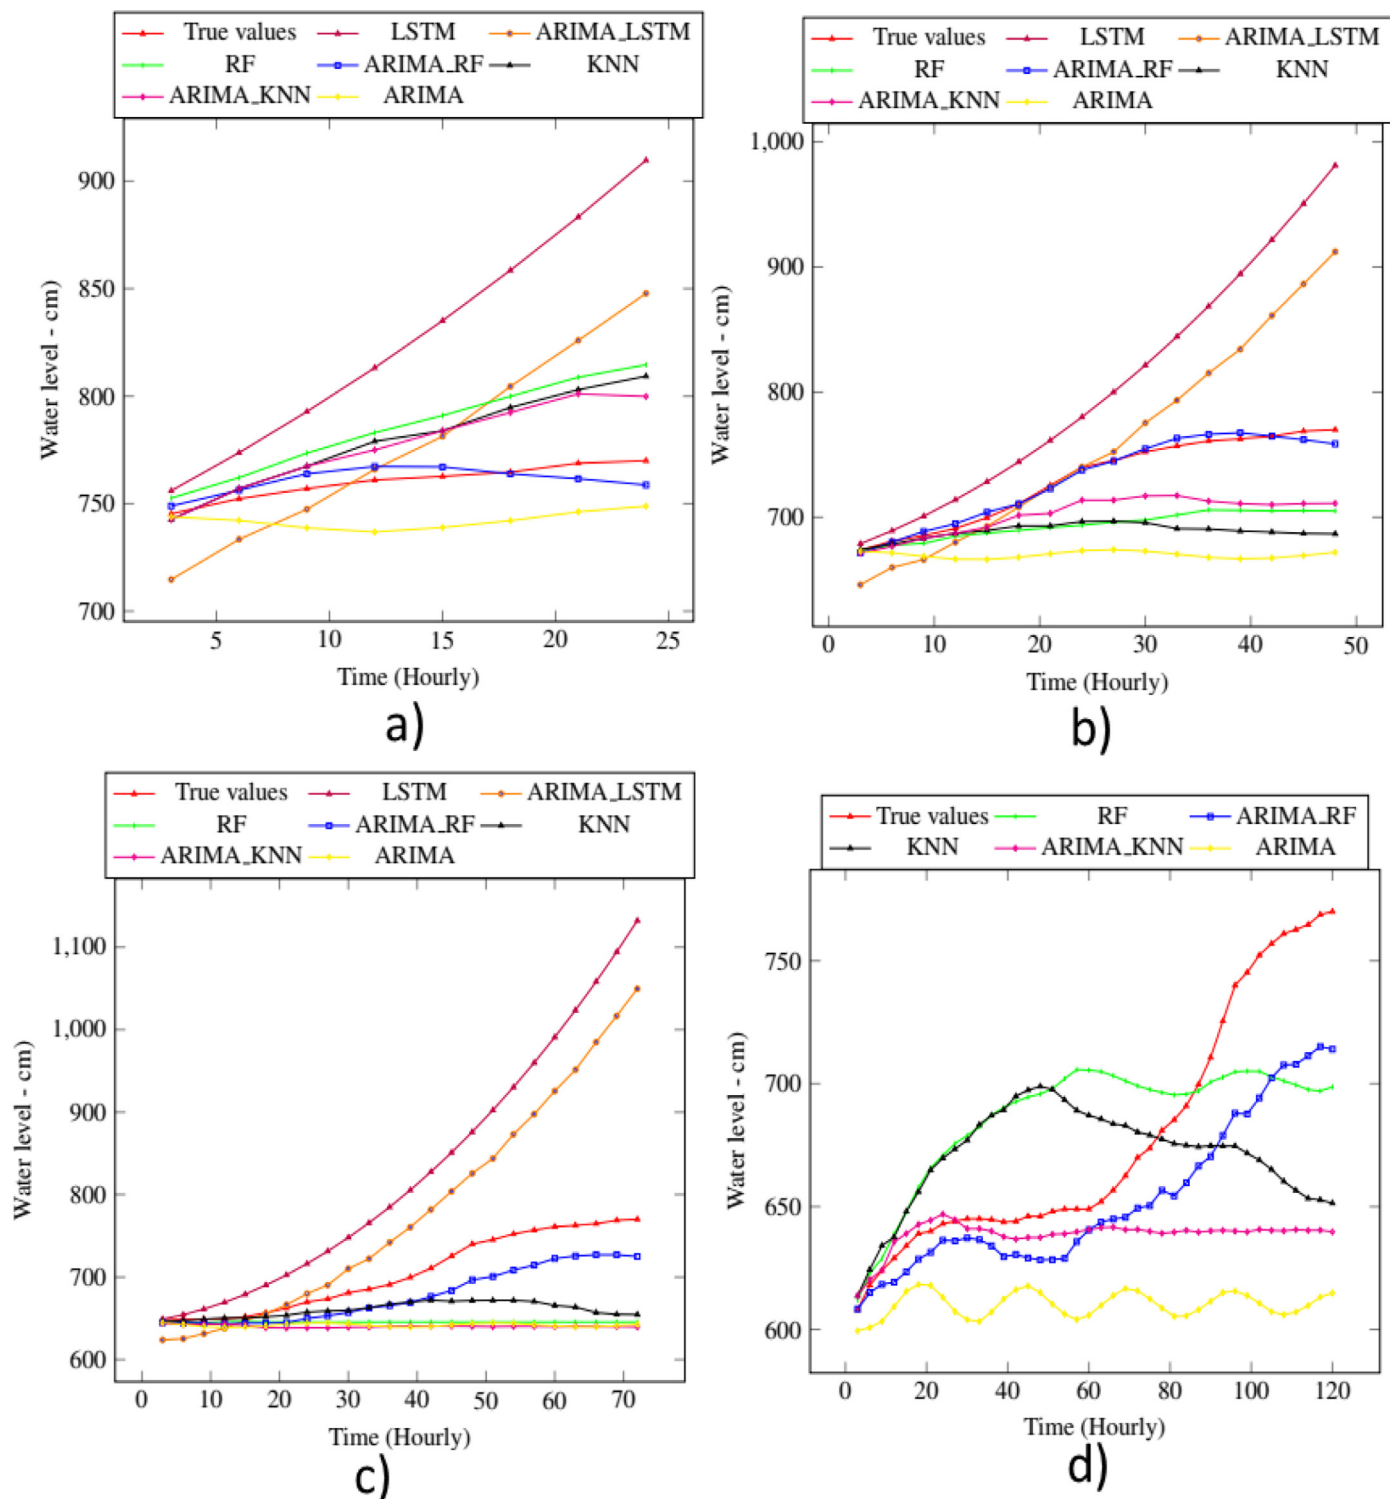 True values LSTM ARIMA_LSTM
RF ARIMA_RF KNN
ARIMA_KNN ARIMA
900
850
800
750
700
Water level - cm)
5 10 15 20 25
Time (Hourly)
a)
True values LSTM ARIMA_LSTM
RF ARIMA_RF KNN
ARIMA_KNN ARIMA
1,000
900
800
700
Water level - cm)
0 10 20 30 40 50
Time (Hourly)
b)
True values LSTM ARIMA_LSTM
RF ARIMA_RF KNN
ARIMA_KNN ARIMA
1,100
1,000
900
800
700
600
Water level - cm)
0 10 20 30 40 50 60 70
Time (Hourly)
c)
True values RF ARIMA_RF
KNN ARIMA_KNN ARIMA
750
700
650
600
Water level - cm)
0 20 40 60 80 100 120
Time (Hourly)
d)